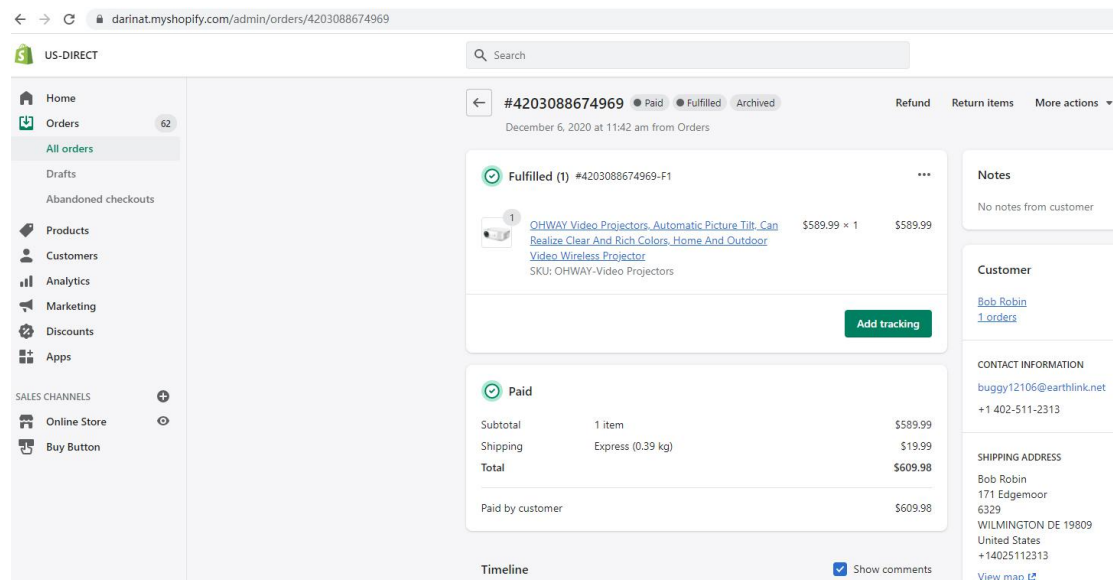 darinat.myshopify.com/admin/orders/4203088674969
US-DIRECT
Search
Home
Orders 62
All orders
Drafts
Abandoned checkouts
Products
Customers
Analytics
Marketing
Discounts
Apps
SALES CHANNELS
Online Store
Buy Button
#4203088674969 Paid Fulfilled Archived
Refund Return items More actions
December 6, 2020 at 11:42 am from Orders
Fulfilled (1) #4203088674969-F1
1
OHWAY Video Projectors, Automatic Picture Tilt, Can $589.99 × 1 $589.99
Realize Clear And Rich Colors, Home And Outdoor
Video Wireless Projector
SKU: OHWAY-Video Projectors
Add tracking
Paid
Subtotal 1 item $589.99
Shipping Express (0.39 kg) $19.99
Total $609.98
Paid by customer $609.98
Timeline Show comments
Notes
No notes from customer
Customer
Bob Robin
1 orders
CONTACT INFORMATION
buggy12106@earthlink.net
+1 402-511-2313
SHIPPING ADDRESS
Bob Robin
171 Edgemoor
6329
WILMINGTON DE 19809
United States
+14025112313
View map